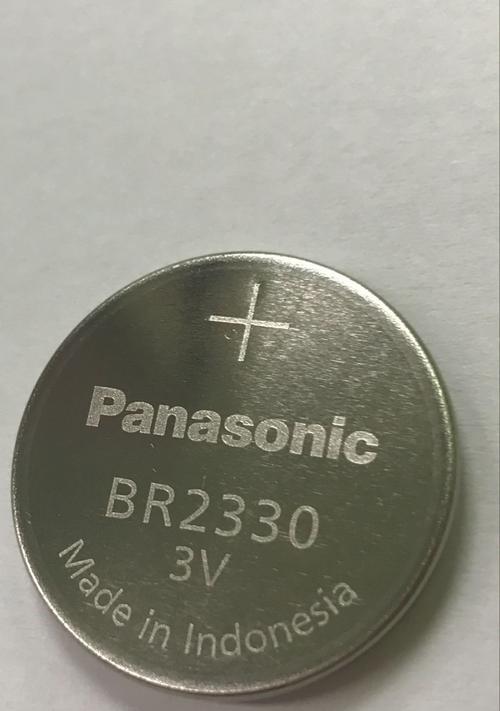 +
Panasonic
BR2330
3V
Made in Indonesia